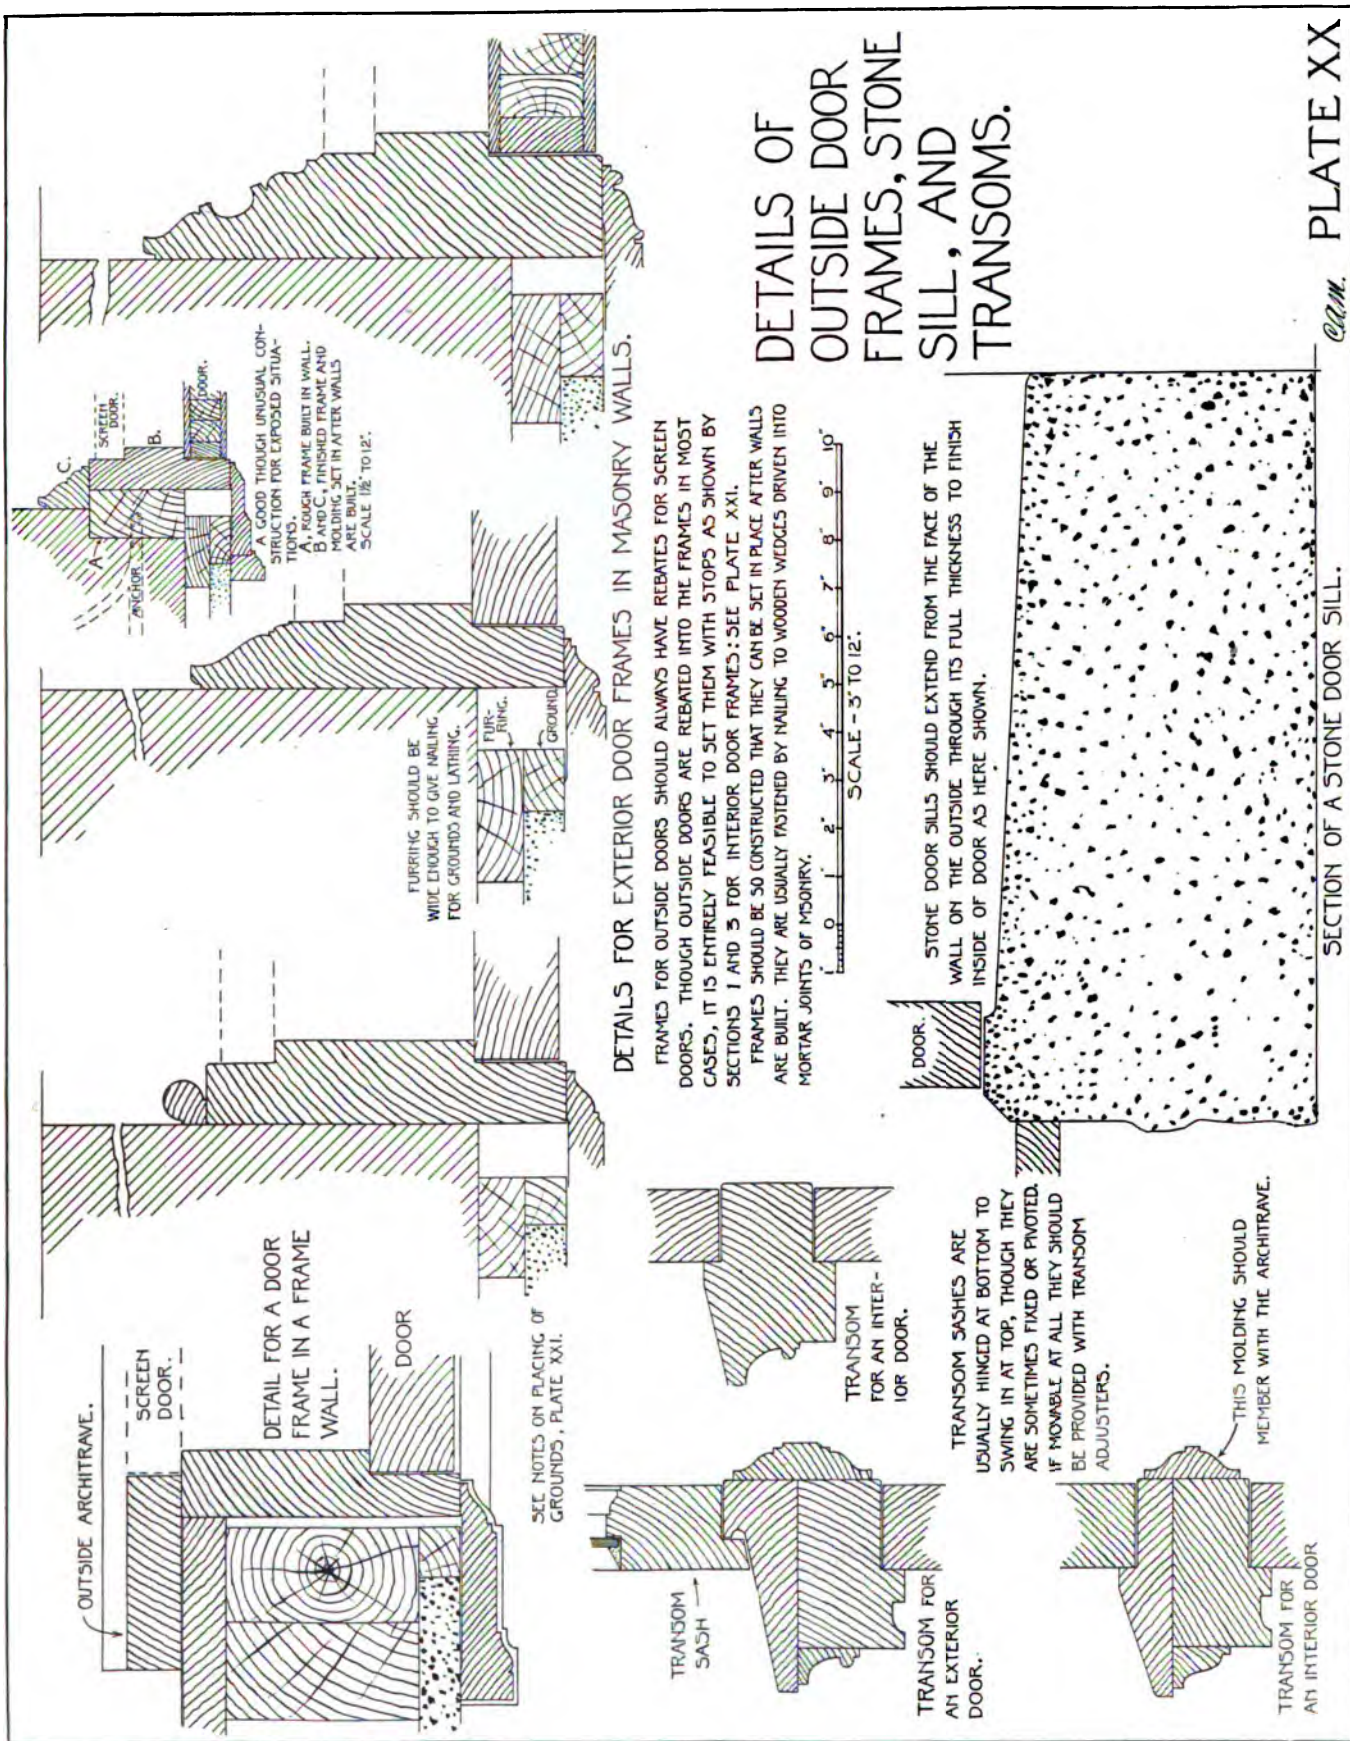 OUTSIDE ARCHITRAVE.
SCREEN
DOOR.
DETAIL FOR A DOOR
FRAME IN A FRAME
WALL.
DOOR
SEE NOTES ON PLACING OF
GROUNDS, PLATE XXI.
FURRING SHOULD BE
WIDE ENOUGH TO GIVE NAILING
FOR GROUNDS AND LATHING.
FUR-
RING.
GROUND
C.
SCREEN
DOOR.
A
B.
ANCHOR
DOOR.
A GOOD THOUGH UNUSUAL CON-
STRUCTION FOR EXPOSED SITUA-
TIONS.
A, ROUGH FRAME BUILT IN WALL.
B AND C, FINISHED FRAME AND
MOLDING SET IN AFTER WALLS
ARE BUILT.
SCALE 1½" TO 12".
DETAILS FOR EXTERIOR DOOR FRAMES IN MASONRY WALLS.
FRAMES FOR OUTSIDE DOORS SHOULD ALWAYS HAVE REBATES FOR SCREEN
DOORS. THOUGH OUTSIDE DOORS ARE REBATED INTO THE FRAMES IN MOST
CASES, IT IS ENTIRELY FEASIBLE TO SET THEM WITH STOPS AS SHOWN BY
SECTIONS 1 AND 3 FOR INTERIOR DOOR FRAMES: SEE PLATE XXI.
FRAMES SHOULD BE SO CONSTRUCTED THAT THEY CAN BE SET IN PLACE AFTER WALLS
ARE BUILT. THEY ARE USUALLY FASTENED BY NAILING TO WOODEN WEDGES DRIVEN INTO
MORTAR JOINTS OF MSONRY.
1" 0 1" 2" 3" 4" 5" 6" 7" 8" 9" 10"
SCALE - 3" TO 12".
DETAILS OF
OUTSIDE DOOR
FRAMES, STONE
SILL, AND
TRANSOMS.
TRANSOM
SASH
TRANSOM FOR
AN EXTERIOR
DOOR.
TRANSOM
FOR AN INTER-
IOR DOOR.
TRANSOM SASHES ARE
USUALLY HINGED AT BOTTOM TO
SWING IN AT TOP, THOUGH THEY
ARE SOMETIMES FIXED OR PIVOTED.
IF MOVABLE AT ALL THEY SHOULD
BE PROVIDED WITH TRANSOM
ADJUSTERS.
THIS MOLDING SHOULD
MEMBER WITH THE ARCHITRAVE.
TRANSOM FOR
AN INTERIOR DOOR
DOOR.
STONE DOOR SILLS SHOULD EXTEND FROM THE FACE OF THE
WALL ON THE OUTSIDE THROUGH ITS FULL THICKNESS TO FINISH
INSIDE OF DOOR AS HERE SHOWN.
SECTION OF A STONE DOOR SILL.
PLATE XX